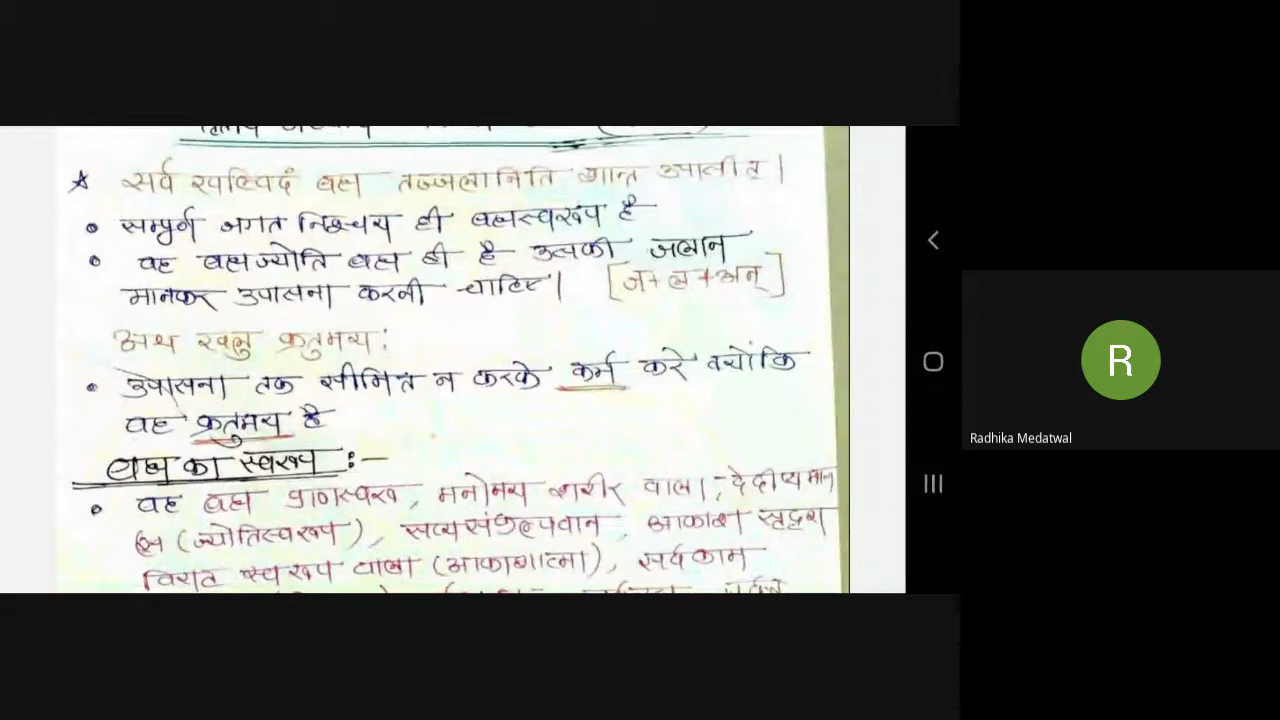 ★ सर्व खल्विदं ब्रह्म तज्जलानिति शान्त उपासीत।
• सम्पूर्ण जगत निश्चय ही ब्रह्मस्वरूप है
• वह ब्रह्मज्योति ब्रह्म ही है उसकी जलान
मानकर उपासना करनी चाहिए। [ज+ल+अन्]
अथ खलु क्रतुमयः
• उपासना तक सीमित न करके कर्म करे क्योंकि
वह क्रतुमय है
ब्रह्म का स्वरूप :-
• वह ब्रह्म प्राणस्वरूप, मनोमय शरीर वाला, देदीप्यमान
(ज्योतिस्वरूप), सत्यसंकल्पवान, आकाश सदृश
विराट स्वरूप वाला (आकाशात्मा), सर्वकाम
R
Radhika Medatwal